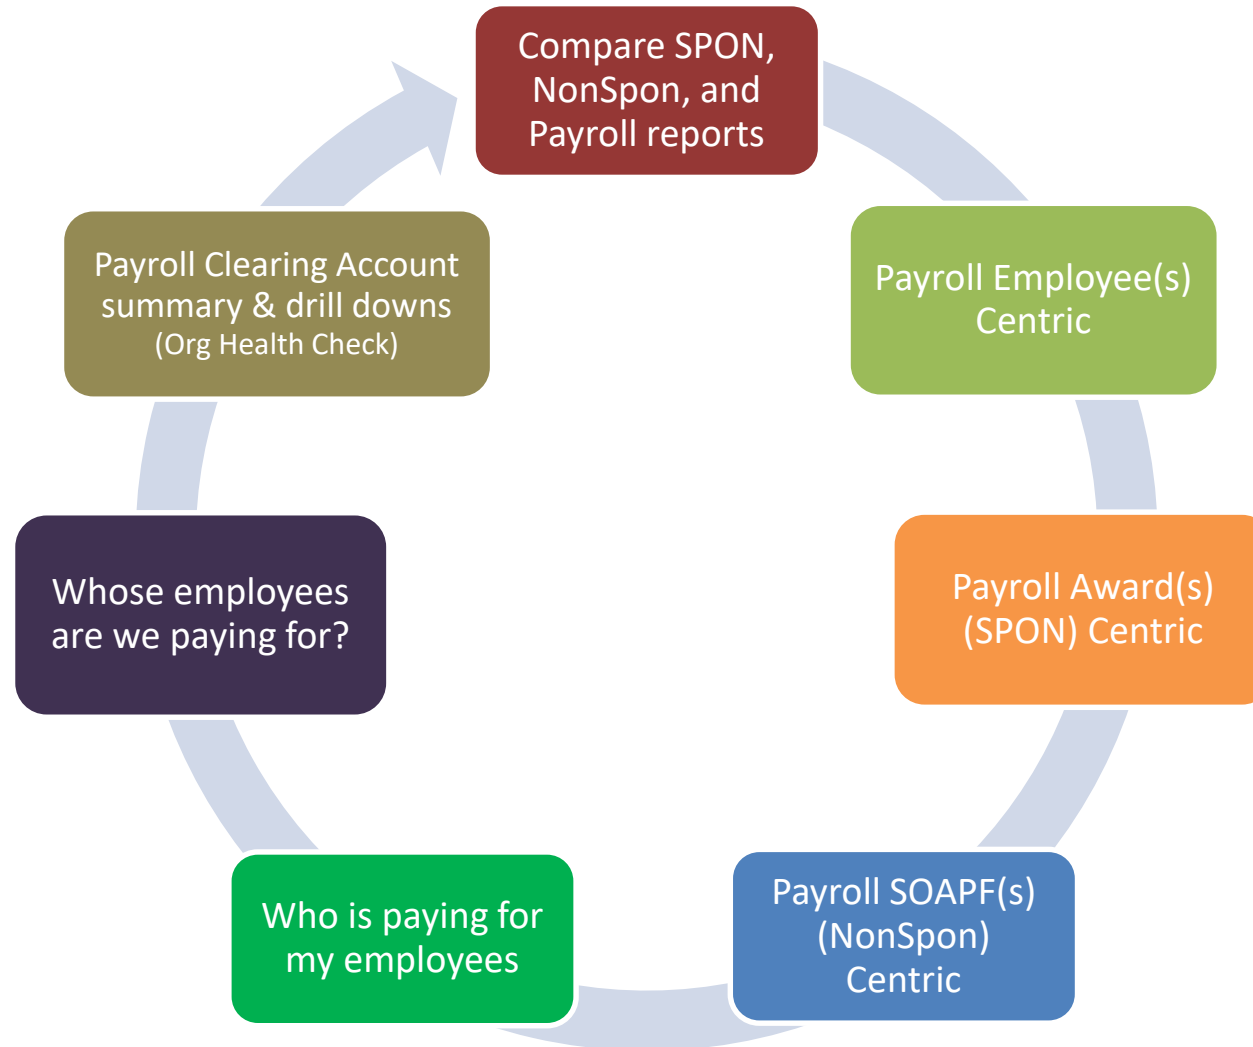 Compare SPON,
NonSpon, and
Payroll reports
Payroll Employee(s)
Centric
Payroll Award(s)
(SPON) Centric
Payroll SOAPF(s)
(NonSpon)
Centric
Who is paying for
my employees
Whose employees
are we paying for?
Payroll Clearing Account
summary & drill downs
(Org Health Check)